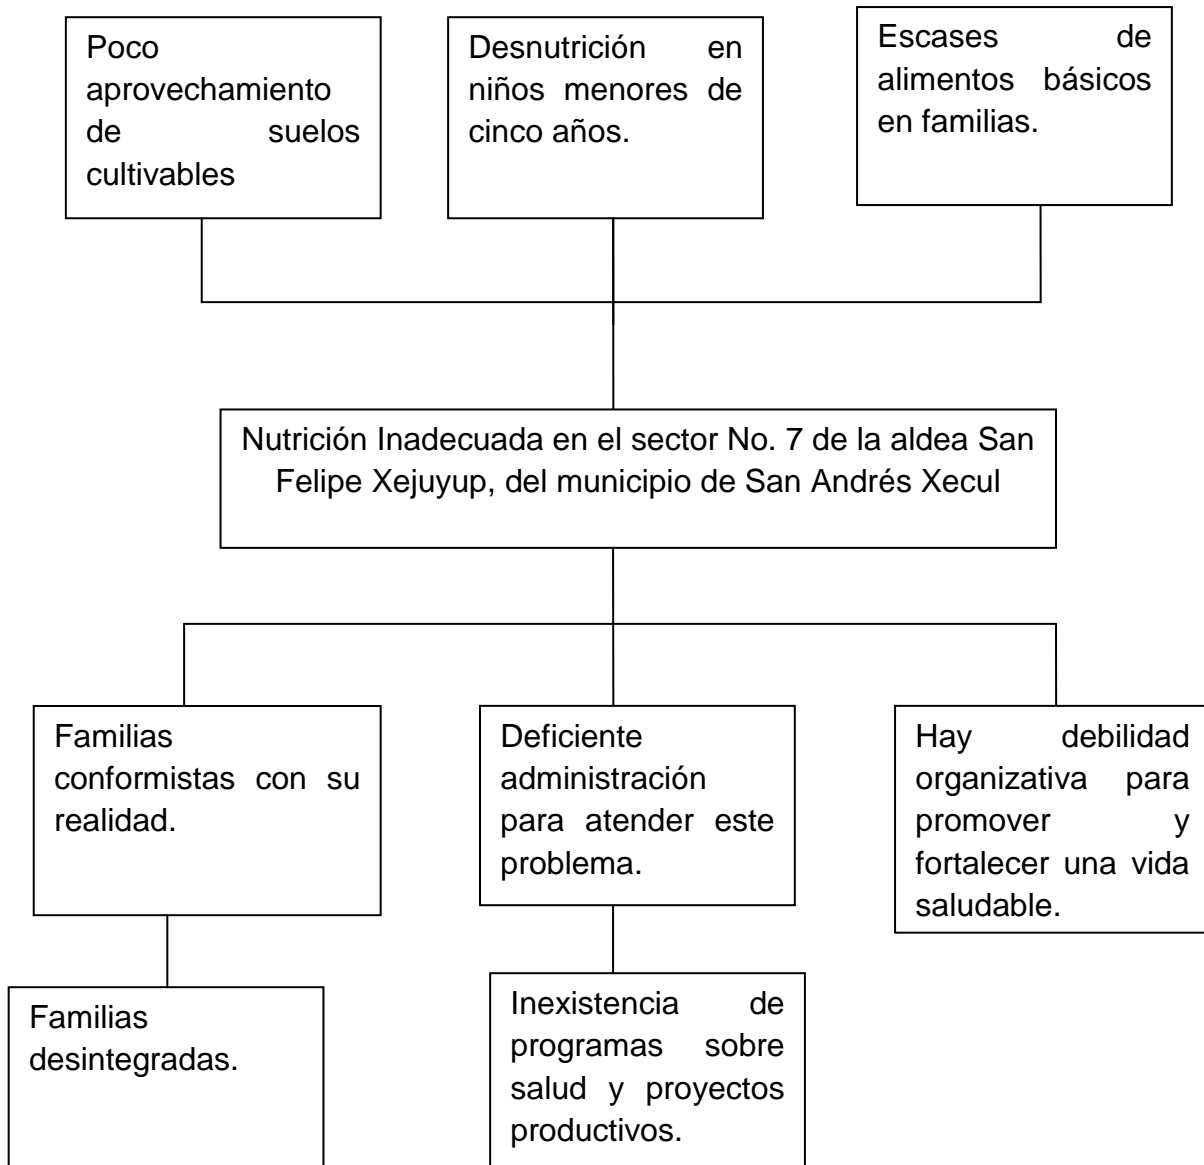 Poco
aprovechamiento
de suelos
cultivables
Desnutrición en
niños menores de
cinco años.
Escases de
alimentos básicos
en familias.
Nutrición Inadecuada en el sector No. 7 de la aldea San
Felipe Xejuyup, del municipio de San Andrés Xecul
Familias
conformistas con su
realidad.
Deficiente
administración
para atender este
problema.
Hay debilidad
organizativa para
promover y
fortalecer una vida
saludable.
Familias
desintegradas.
Inexistencia de
programas sobre
salud y proyectos
productivos.